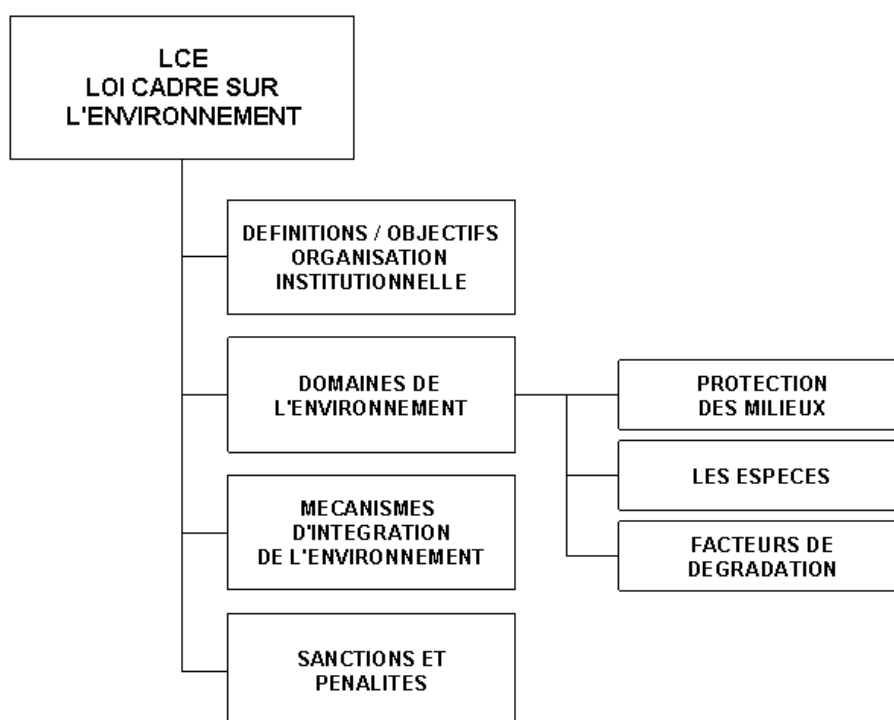 LCE
LOI CADRE SUR
L'ENVIRONNEMENT
DEFINITIONS / OBJECTIFS
ORGANISATION
INSTITUTIONNELLE
DOMAINES DE
L'ENVIRONNEMENT
PROTECTION
DES MILIEUX
LES ESPECES
FACTEURS DE
DEGRADATION
MECANISMES
D'INTEGRATION
DE L'ENVIRONNEMENT
SANCTIONS ET
PENALITES